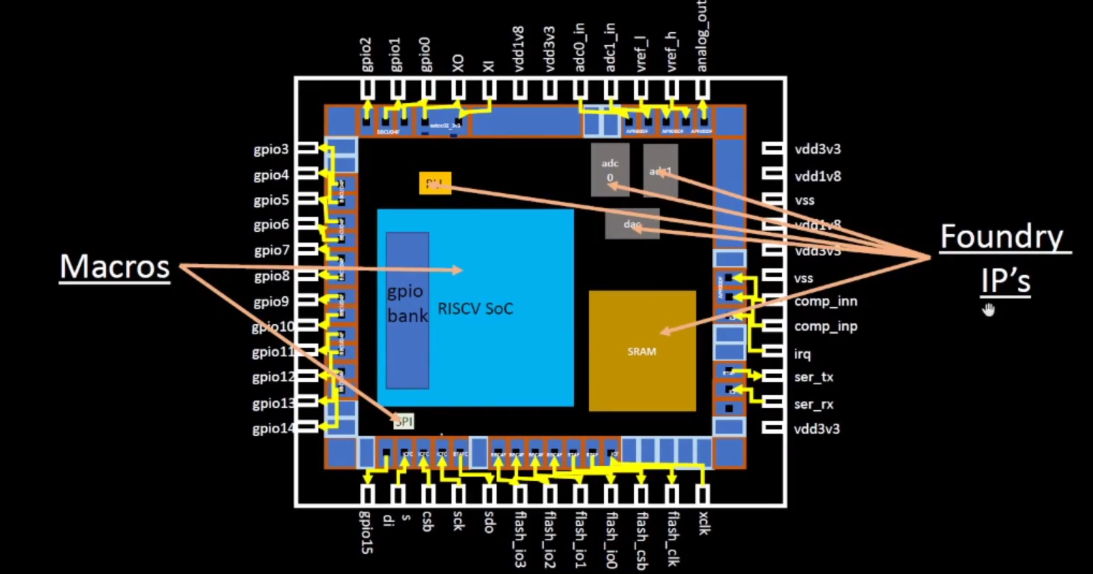 gpio2
gpio1
gpio0
XO
XI
vdd1v8
vdd3v3
adc0_in
adc1_in
vref_l
vref_h
analog_out
gpio3
gpio4
gpio5
gpio6
gpio7
gpio8
gpio9
gpio10
gpio11
gpio12
gpio13
gpio14
vdd3v3
vdd1v8
vss
vdd1v8
vdd3v3
vss
comp_inn
comp_inp
irq
ser_tx
ser_rx
vdd3v3
Macros
Foundry
IP's
adc
0
adc1
dac
PLL
gpio
bank
RISCV SoC
SRAM
SPI
gpio15
di
s
csb
sck
sdo
flash_io3
flash_io2
flash_io1
flash_io0
flash_csb
flash_clk
xclk